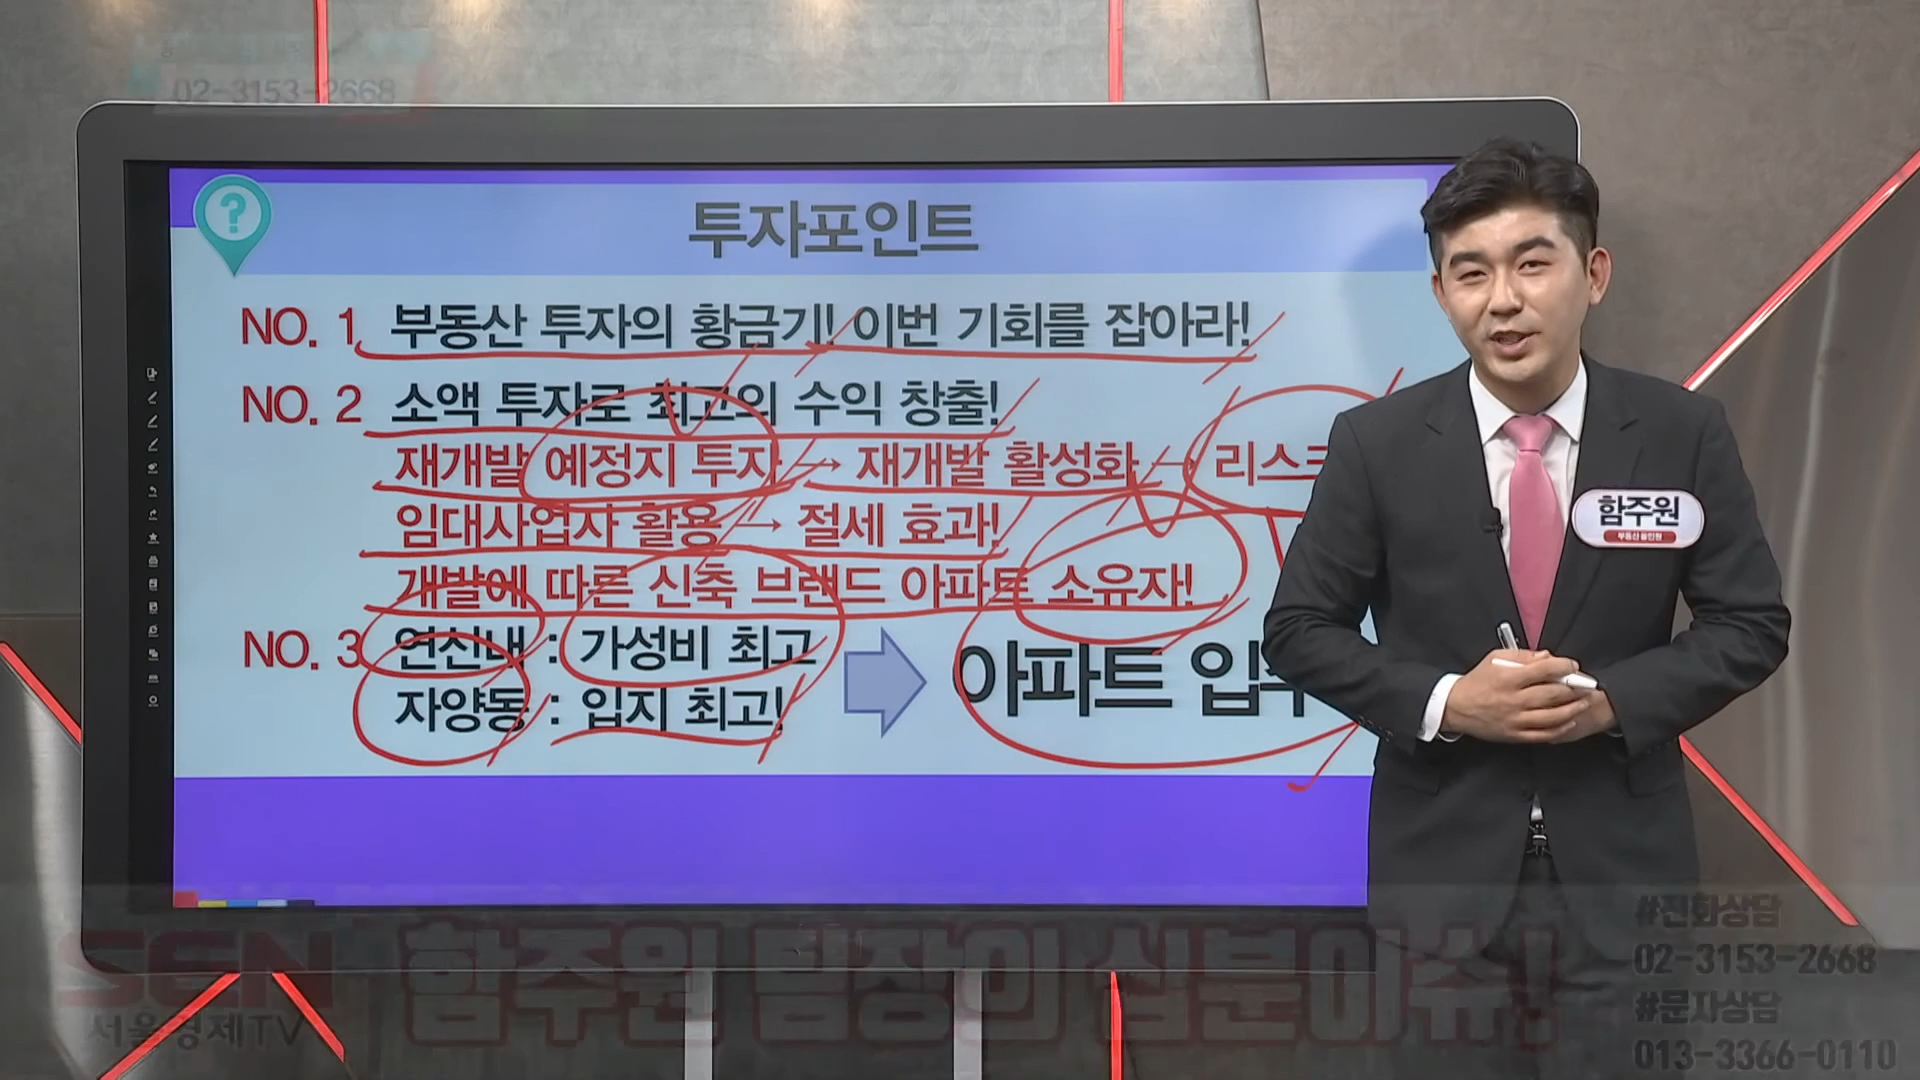 02-3153-2668
?
투자포인트
NO. 1 부동산 투자의 황금기! 이번 기회를 잡아라!
NO. 2 소액 투자로 최고의 수익 창출!
재개발 예정지 투자 → 재개발 활성화 → 리스크
임대사업자 활용 → 절세 효과!
개발에 따른 신축 브랜드 아파트 소유자!
NO. 3 연신내 : 가성비 최고
자양동 : 입지 최고!
아파트 입주
함주원
SEN
서울경제TV
함주원 팀장의 십분이슈!
#전화상담
02-3153-2668
#문자상담
013-3366-0110